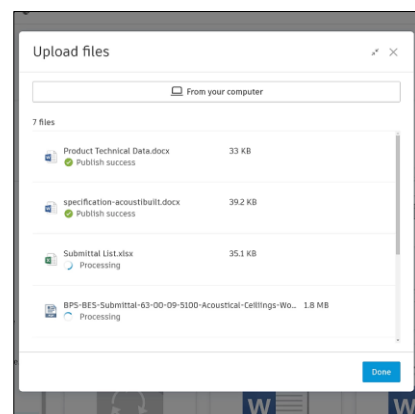 Upload files
From your computer
7 files
Product Technical Data.docx 33 KB
Publish success
specification-acoustibuilt.docx 39.2 KB
Publish success
Submittal List.xlsx 35.1 KB
Processing
BPS-BES-Submittal-63-00-09-5100-Acoustical-Ceilings-Wo... 1.8 MB
Processing
Done
W
W